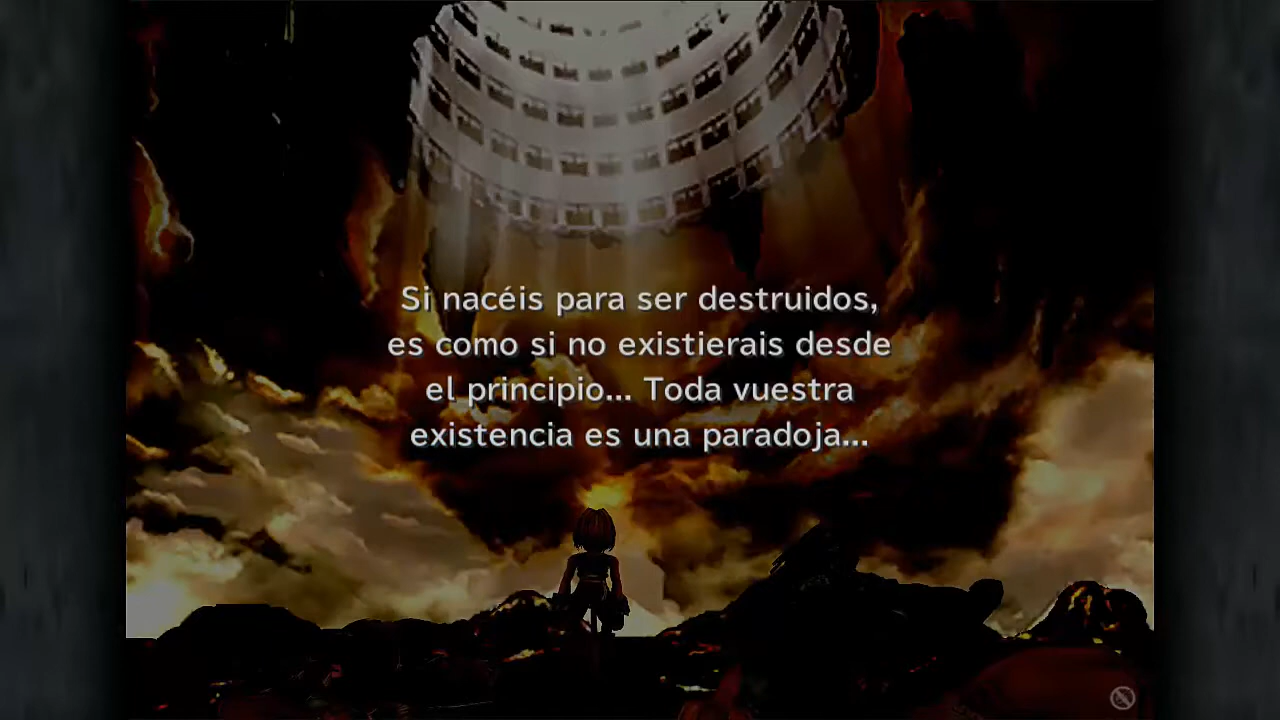 Si nacéis para ser destruidos,
es como si no existierais desde
el principio... Toda vuestra
existencia es una paradoja...